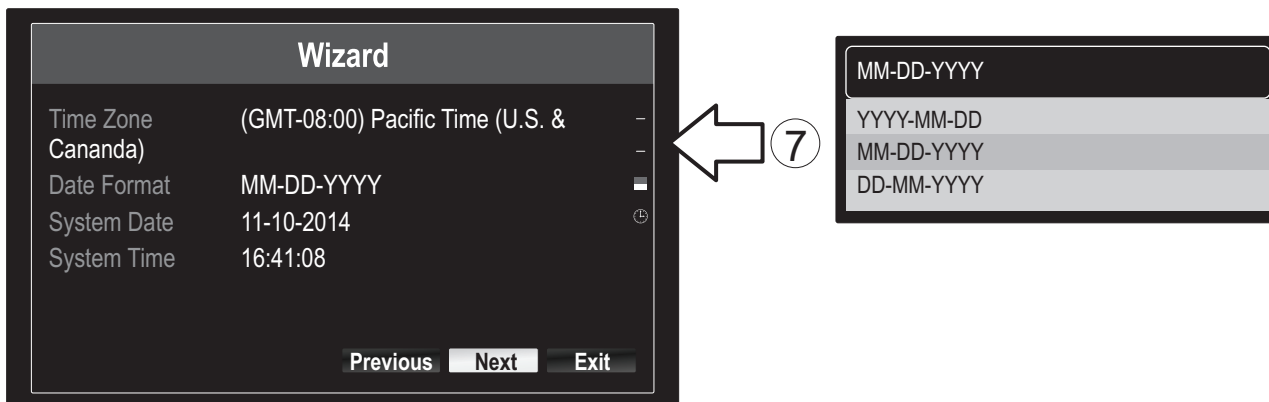 Wizard
Time Zone (GMT-08:00) Pacific Time (U.S. &
Cananda)
Date Format MM-DD-YYYY
System Date 11-10-2014
System Time 16:41:08
Previous Next Exit
7
MM-DD-YYYY
YYYY-MM-DD
MM-DD-YYYY
DD-MM-YYYY